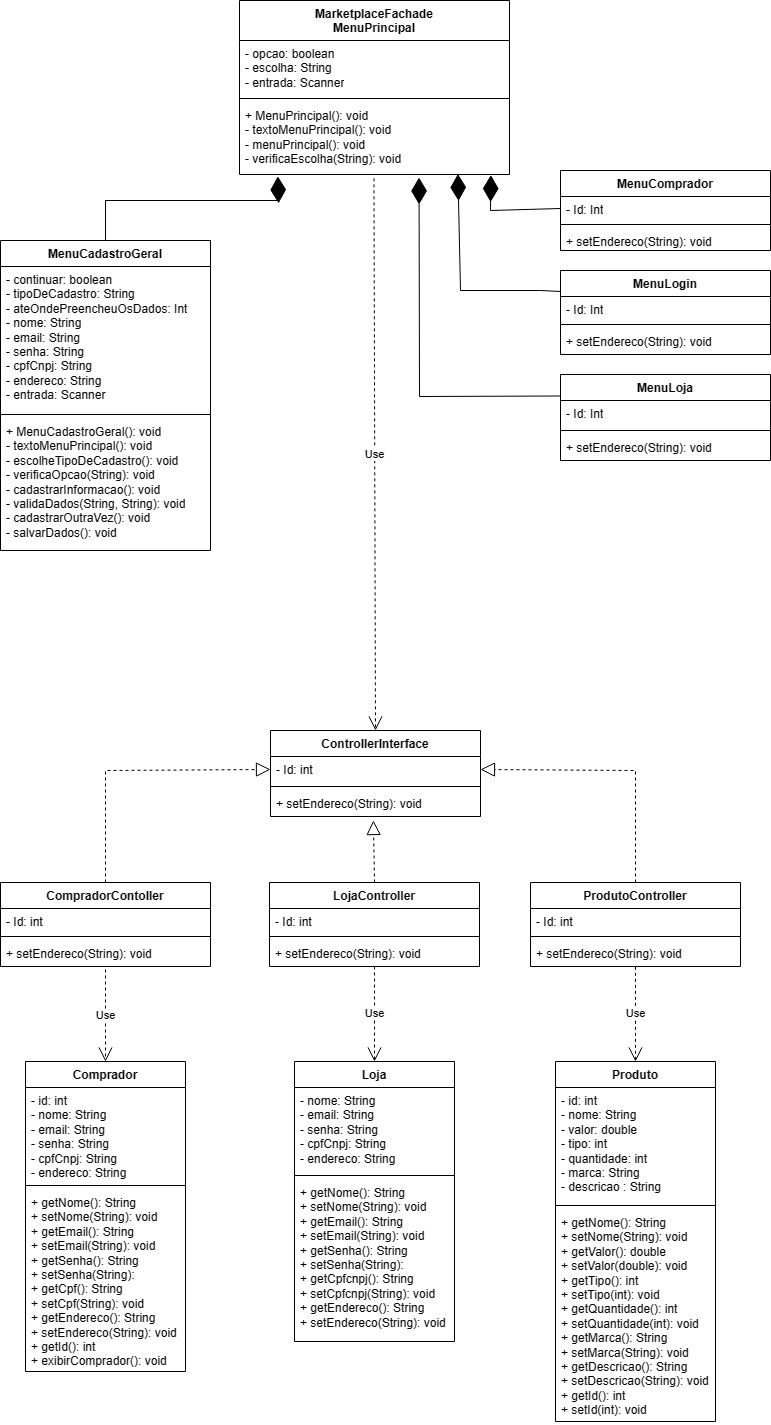 MarketplaceFachade
MenuPrincipal
- opcao: boolean
- escolha: String
- entrada: Scanner
+ MenuPrincipal(): void
- textoMenuPrincipal(): void
- menuPrincipal(): void
- verificaEscolha(String): void
MenuComprador
- Id: Int
+ setEndereco(String): void
MenuLogin
- Id: Int
+ setEndereco(String): void
MenuLoja
- Id: Int
+ setEndereco(String): void
MenuCadastroGeral
- continuar: boolean
- tipoDeCadastro: String
- ateOndePreencheuOsDados: Int
- nome: String
- email: String
- senha: String
- cpfCnpj: String
- endereco: String
- entrada: Scanner
+ MenuCadastroGeral(): void
- textoMenuPrincipal(): void
- escolheTipoDeCadastro(): void
- verificaOpcao(String): void
- cadastrarInformacao(): void
- validaDados(String, String): void
- cadastrarOutraVez(): void
- salvarDados(): void
Use
ControllerInterface
- Id: int
+ setEndereco(String): void
CompradorContoller
- Id: int
+ setEndereco(String): void
LojaController
- Id: int
+ setEndereco(String): void
ProdutoController
- Id: int
+ setEndereco(String): void
Use
Use
Use
Comprador
- id: int
- nome: String
- email: String
- senha: String
- cpfCnpj: String
- endereco: String
+ getNome(): String
+ setNome(String): void
+ getEmail(): String
+ setEmail(String): void
+ getSenha(): String
+ setSenha(String):
+ getCpf(): String
+ setCpf(String): void
+ getEndereco(): String
+ setEndereco(String): void
+ getId(): int
+ exibirComprador(): void
Loja
- nome: String
- email: String
- senha: String
- cpfCnpj: String
- endereco: String
+ getNome(): String
+ setNome(String): void
+ getEmail(): String
+ setEmail(String): void
+ getSenha(): String
+ setSenha(String):
+ getCpfcnpj(): String
+ setCpfcnpj(String): void
+ getEndereco(): String
+ setEndereco(String): void
Produto
- id: int
- nome: String
- valor: double
- tipo: int
- quantidade: int
- marca: String
- descricao : String
+ getNome(): String
+ setNome(String): void
+ getValor(): double
+ setValor(double): void
+ getTipo(): int
+ setTipo(int): void
+ getQuantidade(): int
+ setQuantidade(int): void
+ getMarca(): String
+ setMarca(String): void
+ getDescricao(): String
+ setDescricao(String): void
+ getId(): int
+ setId(int): void